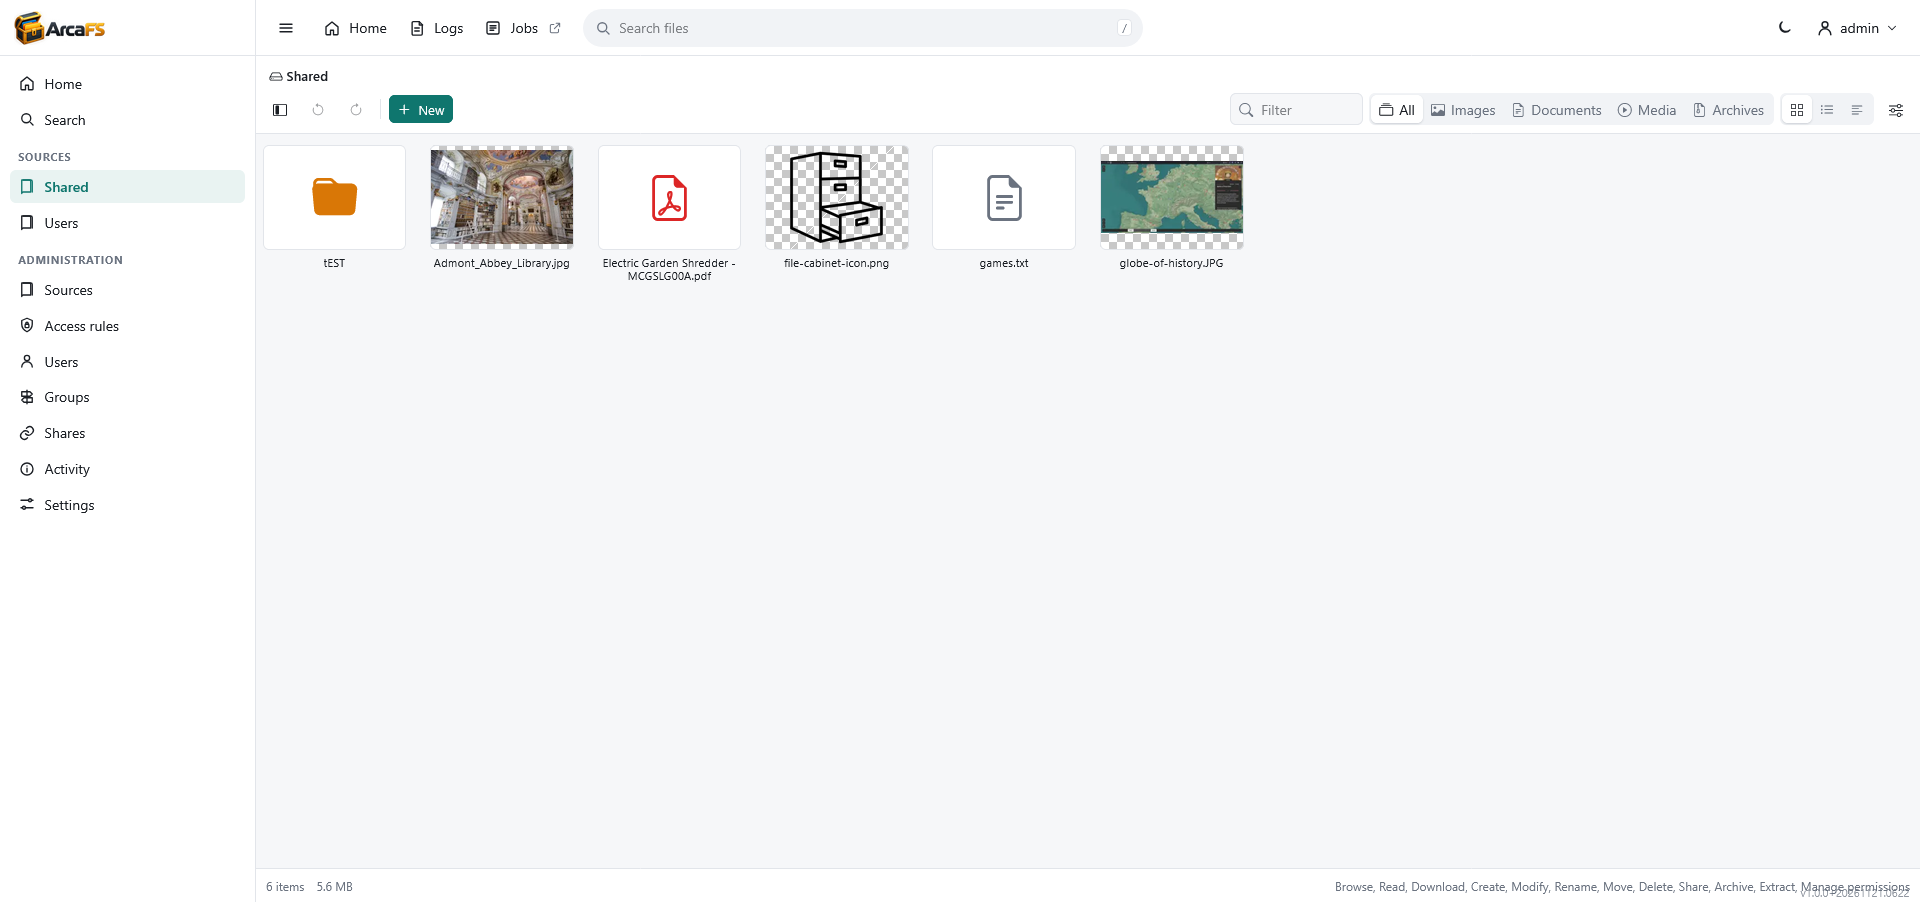 ArcaFS
Home
Logs
Jobs
Search files
/
admin
Home
Search
SOURCES
Shared
Users
ADMINISTRATION
Sources
Access rules
Users
Groups
Shares
Activity
Settings
Shared
New
Filter
All
Images
Documents
Media
Archives
tEST
Admont_Abbey_Library.jpg
Electric Garden Shredder -
MCGSLG00A.pdf
file-cabinet-icon.png
games.txt
globe-of-history.JPG
6 items
5.6 MB
Browse, Read, Download, Create, Modify, Rename, Move, Delete, Share, Archive, Extract, Manage permissions